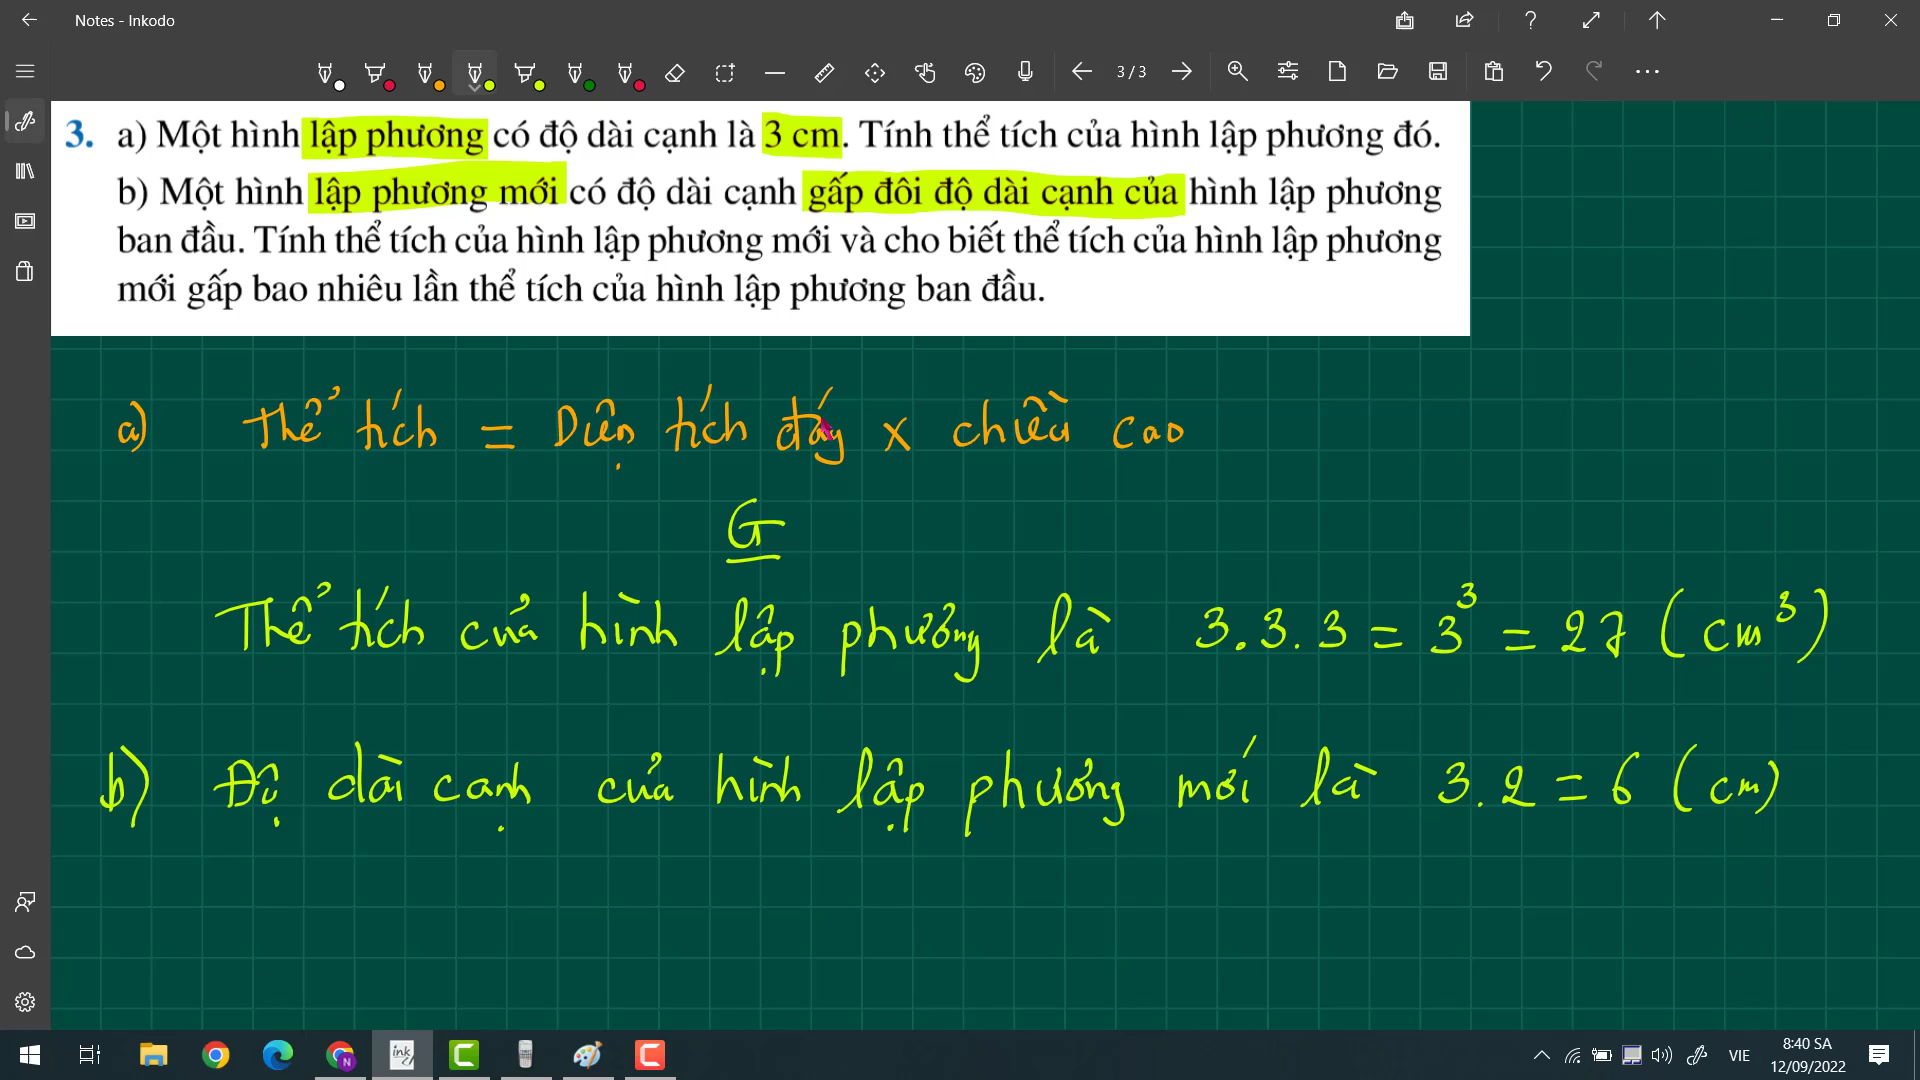 Notes - Inkodo
3 / 3
3. a) Một hình lập phương có độ dài cạnh là 3 cm. Tính thể tích của hình lập phương đó.
b) Một hình lập phương mới có độ dài cạnh gấp đôi độ dài cạnh của hình lập phương
ban đầu. Tính thể tích của hình lập phương mới và cho biết thể tích của hình lập phương
mới gấp bao nhiêu lần thể tích của hình lập phương ban đầu.
a) Thể tích = Diện tích đáy x chiều cao
G
Thể tích của hình lập phương là 3.3.3 = 3³ = 27 (cm³)
b) Độ dài cạnh của hình lập phương mới là 3.2 = 6 (cm)
N
ink
C
C
VIE
8:40 SA
12/09/2022